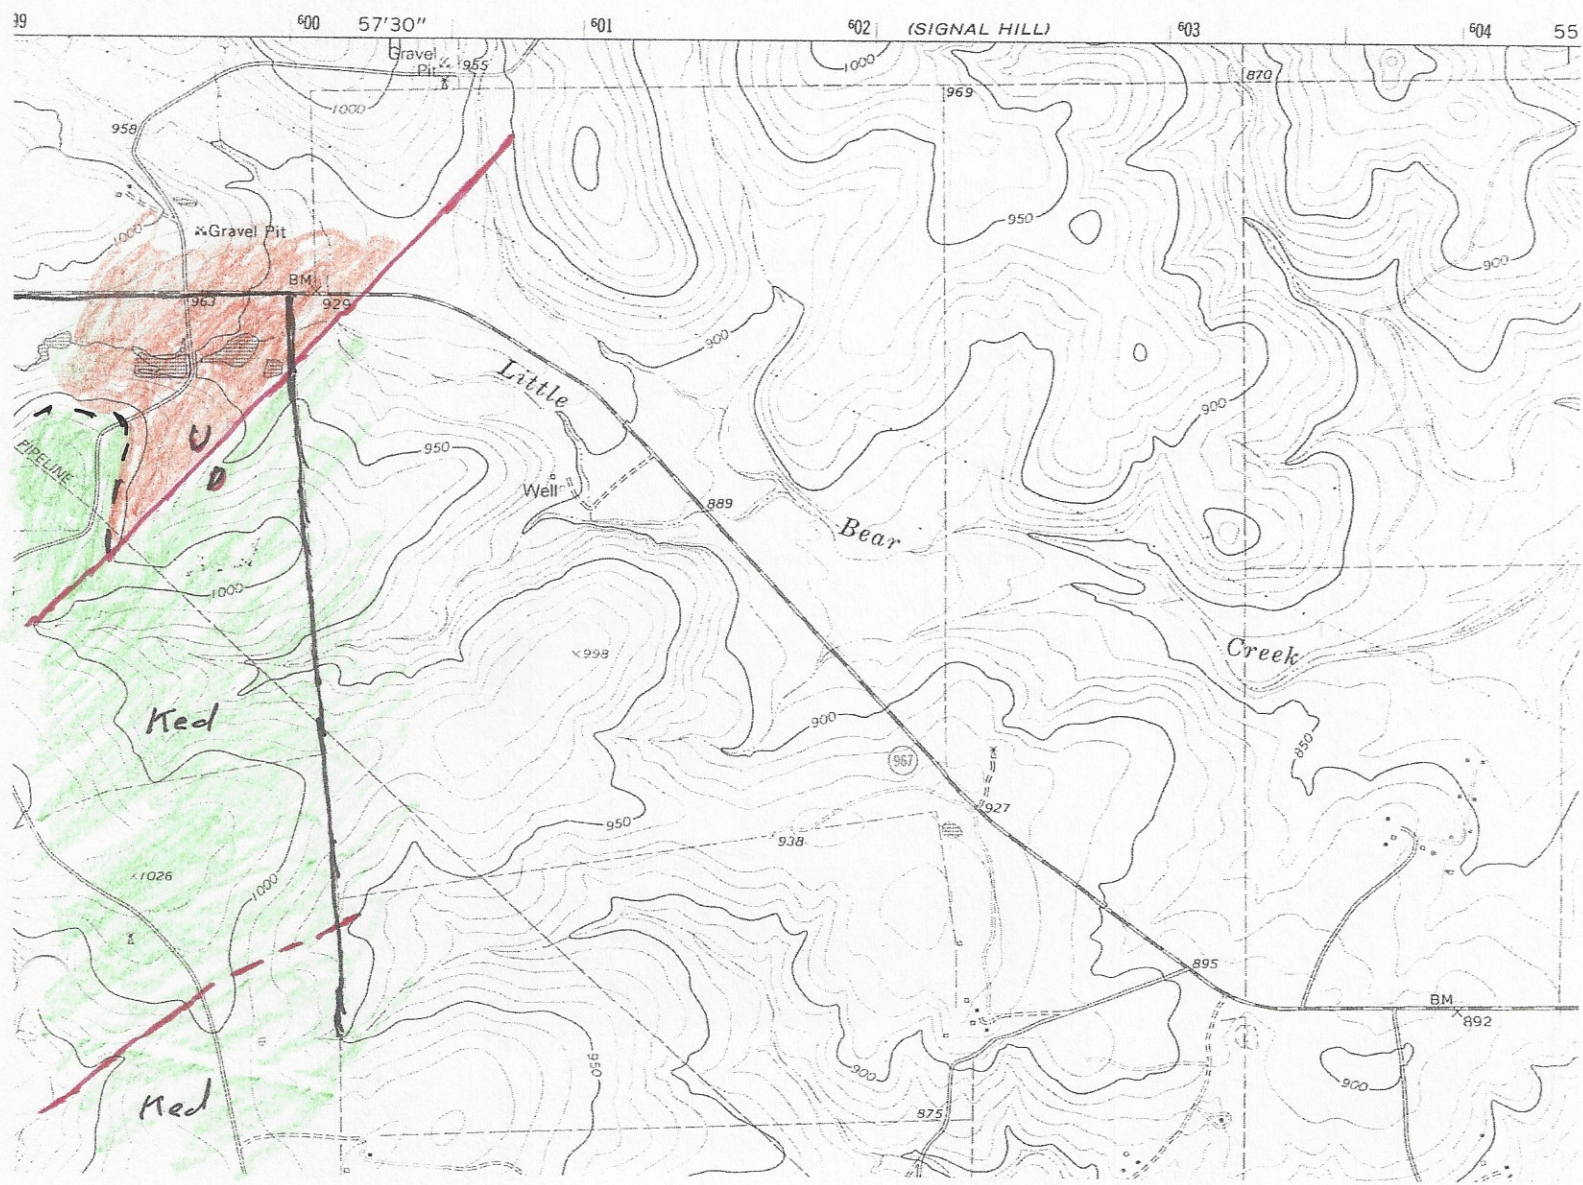 99 600 57'30" 601 602 (SIGNAL HILL) 603 604 55
Gravel
Pit
955
1000
870
1000
969
958
1000
Gravel Pit
950
900
BM
963
929
900
Little
900
U
950
PIPELINE
D
Well
889
Bear
1000
998
Creek
Ked
900
850
967
927
950
938
1026
1000
895
BM
892
950
900
900
Ked
875